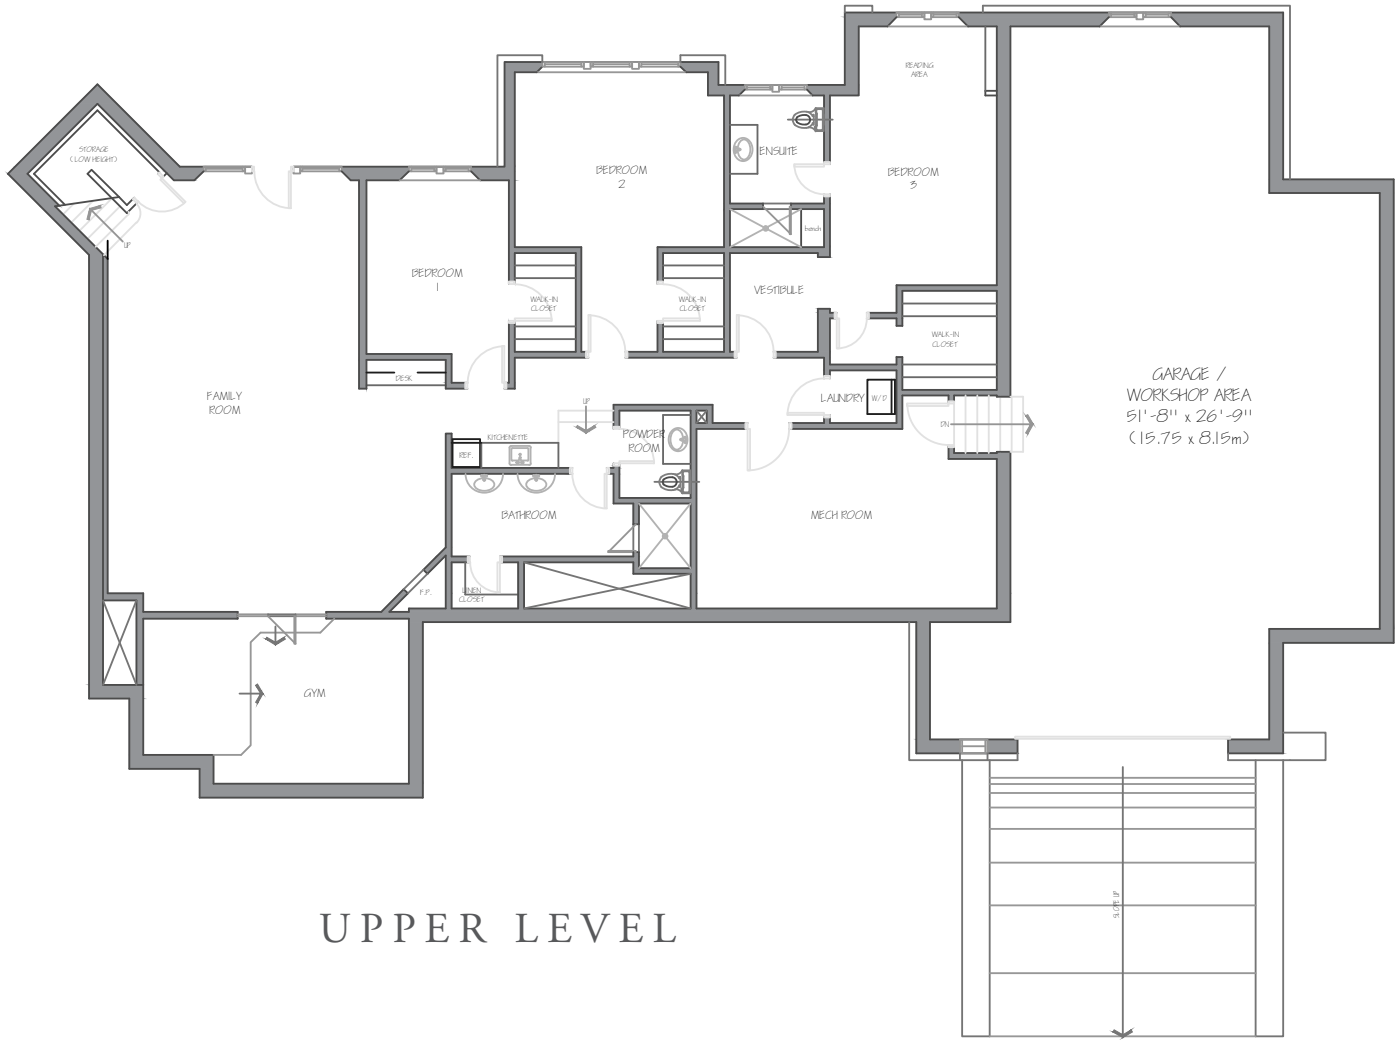 READING
AREA
STORAGE
(LOW HEIGHT)
ENSUITE
BEDROOM
2
BEDROOM
3
bench
UP
BEDROOM
1
VESTIBULE
WALK-IN
CLOSET
WALK-IN
CLOSET
WALK-IN
CLOSET
DESK
GARAGE /
WORKSHOP AREA
51'-8" x 26'-9"
(15.75 x 8.15m)
FAMILY
ROOM
LAUNDRY
W/D
UP
DN
KITCHENETTE
POWDER
ROOM
REF.
BATHROOM
MECH ROOM
F.P.
LINEN
CLOSET
GYM
SLOPE UP
UPPER LEVEL